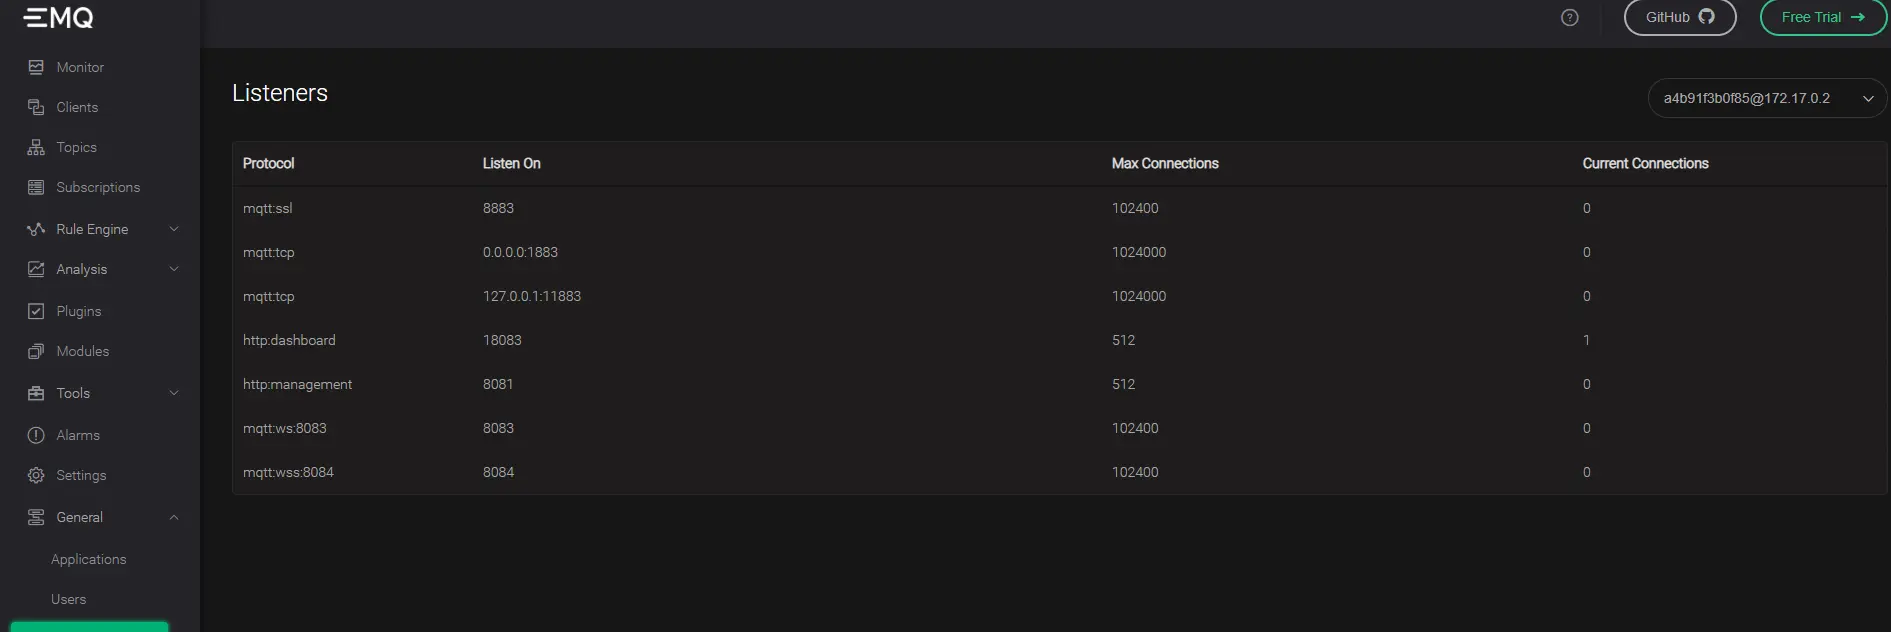 EMQ
GitHub
Free Trial →
Monitor
Clients
Topics
Subscriptions
Rule Engine
Analysis
Plugins
Modules
Tools
Alarms
Settings
General
Applications
Users
Listeners
a4b91f3b0f85@172.17.0.2
Protocol Listen On Max Connections Current Connections
mqtt:ssl 8883 102400 0
mqtt:tcp 0.0.0.0:1883 1024000 0
mqtt:tcp 127.0.0.1:11883 1024000 0
http:dashboard 18083 512 1
http:management 8081 512 0
mqtt:ws:8083 8083 102400 0
mqtt:wss:8084 8084 102400 0